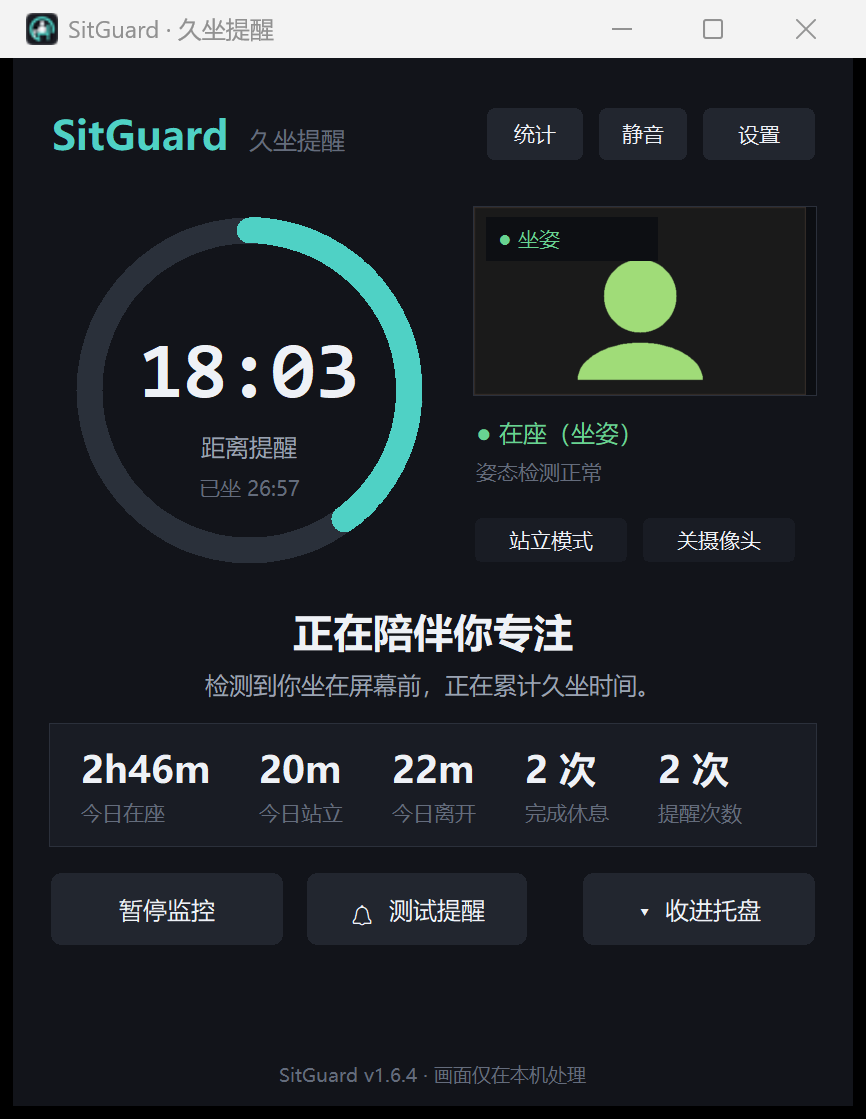 SitGuard · 久坐提醒
SitGuard 久坐提醒
统计 静音 设置
18:03
距离提醒
已坐 26:57
● 坐姿
● 在座（坐姿）
姿态检测正常
站立模式 关摄像头
正在陪伴你专注
检测到你坐在屏幕前，正在累计久坐时间。
2h46m 20m 22m 2 次 2 次
今日在座 今日站立 今日离开 完成休息 提醒次数
暂停监控 测试提醒 ▾ 收进托盘
SitGuard v1.6.4 · 画面仅在本机处理